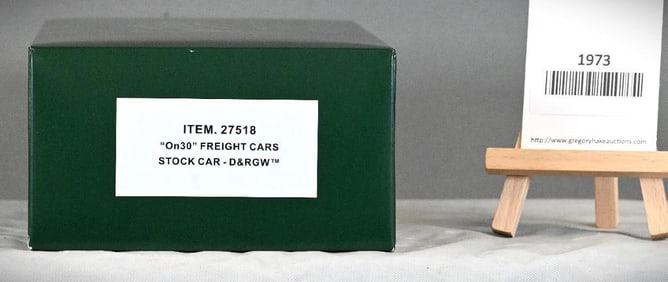 ITEM. 27518
“On30” FREIGHT CARS
STOCK CAR - D&RGW™
1973
http://www.gregoryhakeauctions.com